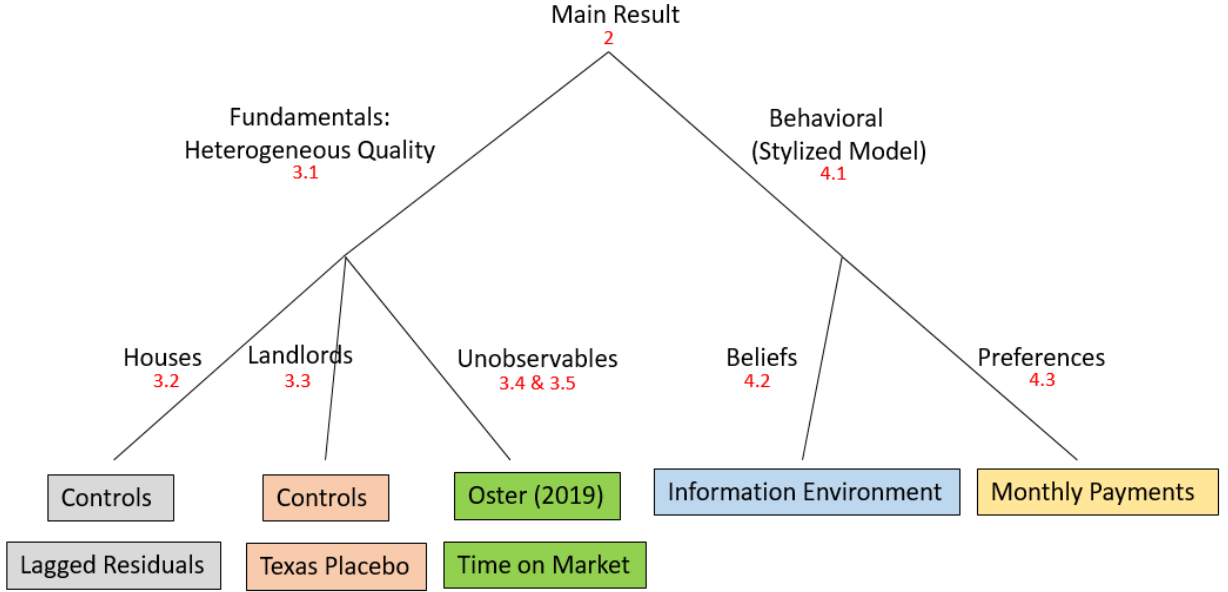 Main Result
2
Fundamentals:
Heterogeneous Quality
3.1
Behavioral
(Stylized Model)
4.1
Houses
3.2
Landlords
3.3
Unobservables
3.4 & 3.5
Beliefs
4.2
Preferences
4.3
Controls
Controls
Oster (2019)
Information Environment
Monthly Payments
Lagged Residuals
Texas Placebo
Time on Market